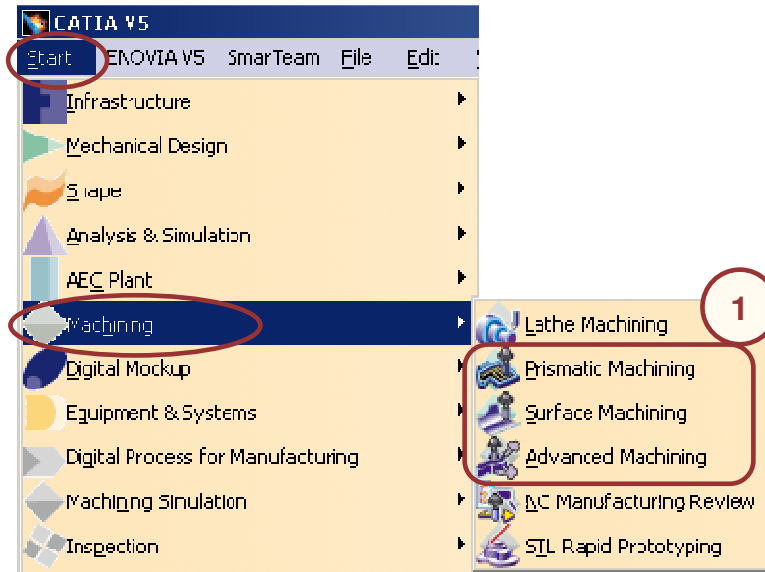 CATIA V5
Start ENOVIA V5 SmarTeam File Edit
Infrastructure
Mechanical Design
Shape
Analysis & Simulation
AEC Plant
Machining
Digital Mockup
Equipment & Systems
Digital Process for Manufacturing
Machining Simulation
Inspection
1
Lathe Machining
Prismatic Machining
Surface Machining
Advanced Machining
NC Manufacturing Review
STL Rapid Prototyping